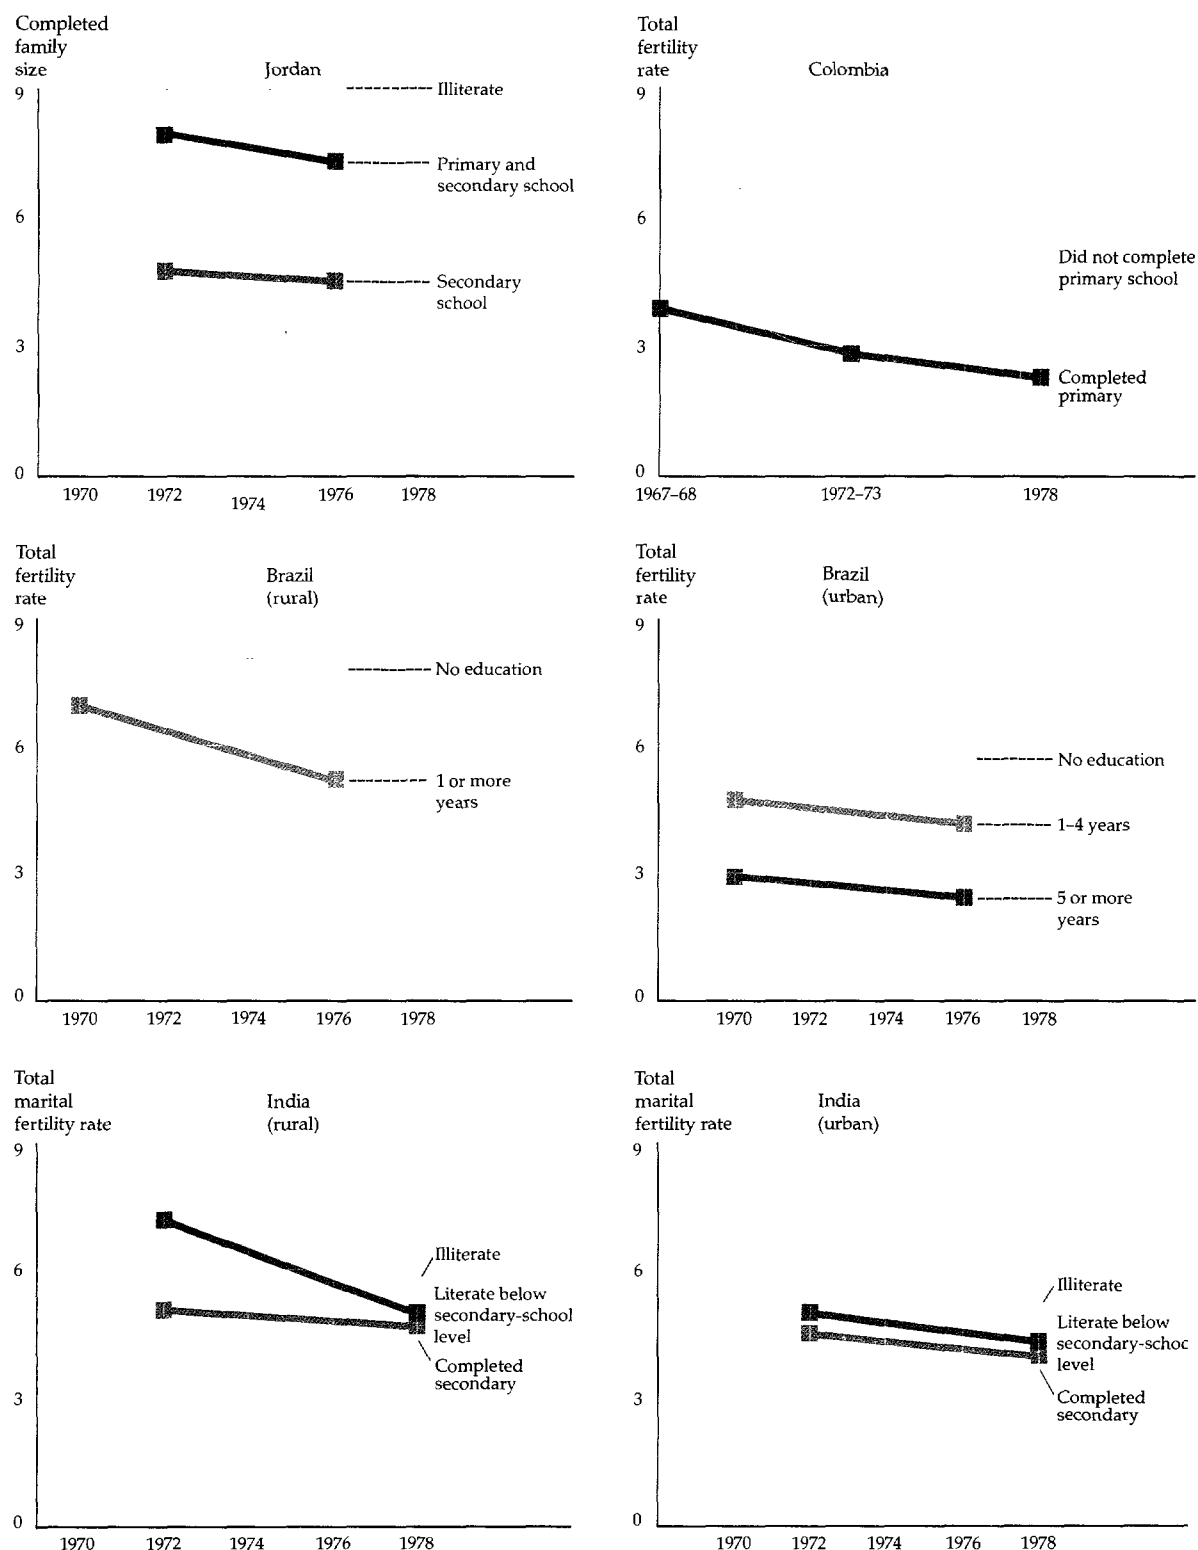 Completed
family
size
Jordan
9
6
3
0
Illiterate
Primary and
secondary school
Secondary
school
1970 1972 1974 1976 1978
Total
fertility
rate
Colombia
9
6
3
0
Did not complete
primary school
Completed
primary
1967–68 1972–73 1978
Total
fertility
rate
Brazil
(rural)
9
6
3
0
No education
1 or more
years
1970 1972 1974 1976 1978
Total
fertility
rate
Brazil
(urban)
9
6
3
0
No education
1–4 years
5 or more
years
1970 1972 1974 1976 1978
Total
marital
fertility rate
India
(rural)
9
6
3
0
Illiterate
Literate below
secondary-school
level
Completed
secondary
1970 1972 1974 1976 1978
Total
marital
fertility rate
India
(urban)
9
6
3
0
Illiterate
Literate below
secondary-schoc
level
Completed
secondary
1970 1972 1974 1976 1978